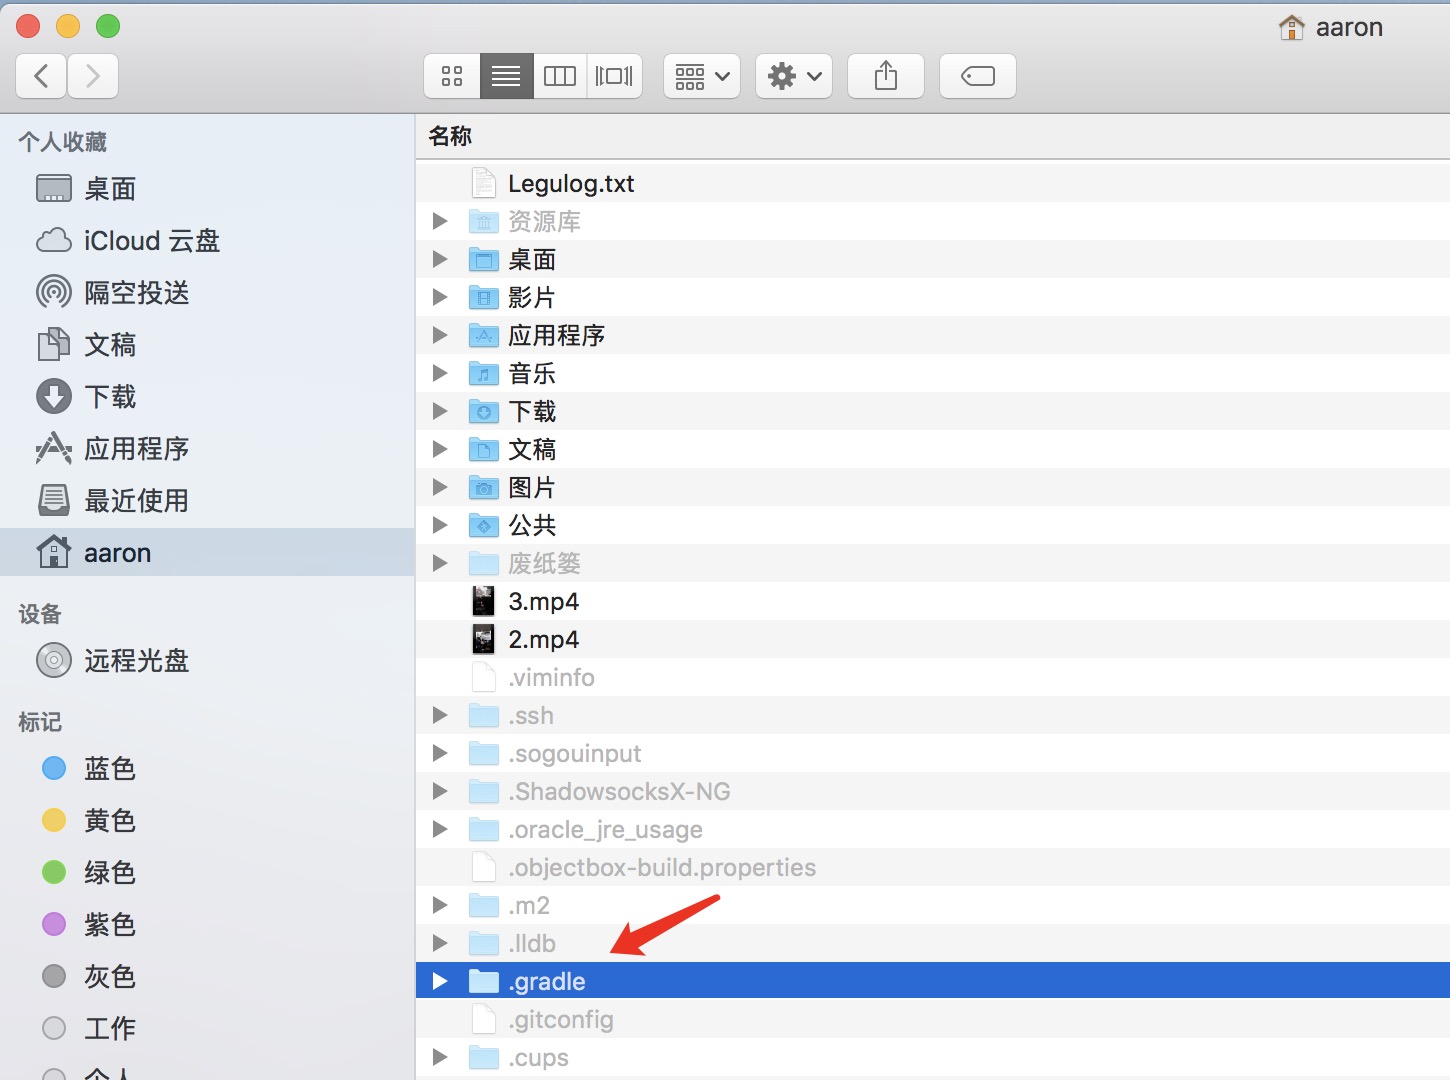 aaron
个人收藏
桌面
iCloud 云盘
隔空投送
文稿
下载
应用程序
最近使用
aaron
设备
远程光盘
标记
蓝色
黄色
绿色
紫色
灰色
工作
个人
名称
Legulog.txt
资源库
桌面
影片
应用程序
音乐
下载
文稿
图片
公共
废纸篓
3.mp4
2.mp4
.viminfo
.ssh
.sogouinput
.ShadowsocksX-NG
.oracle_jre_usage
.objectbox-build.properties
.m2
.lldb
.gradle
.gitconfig
.cups